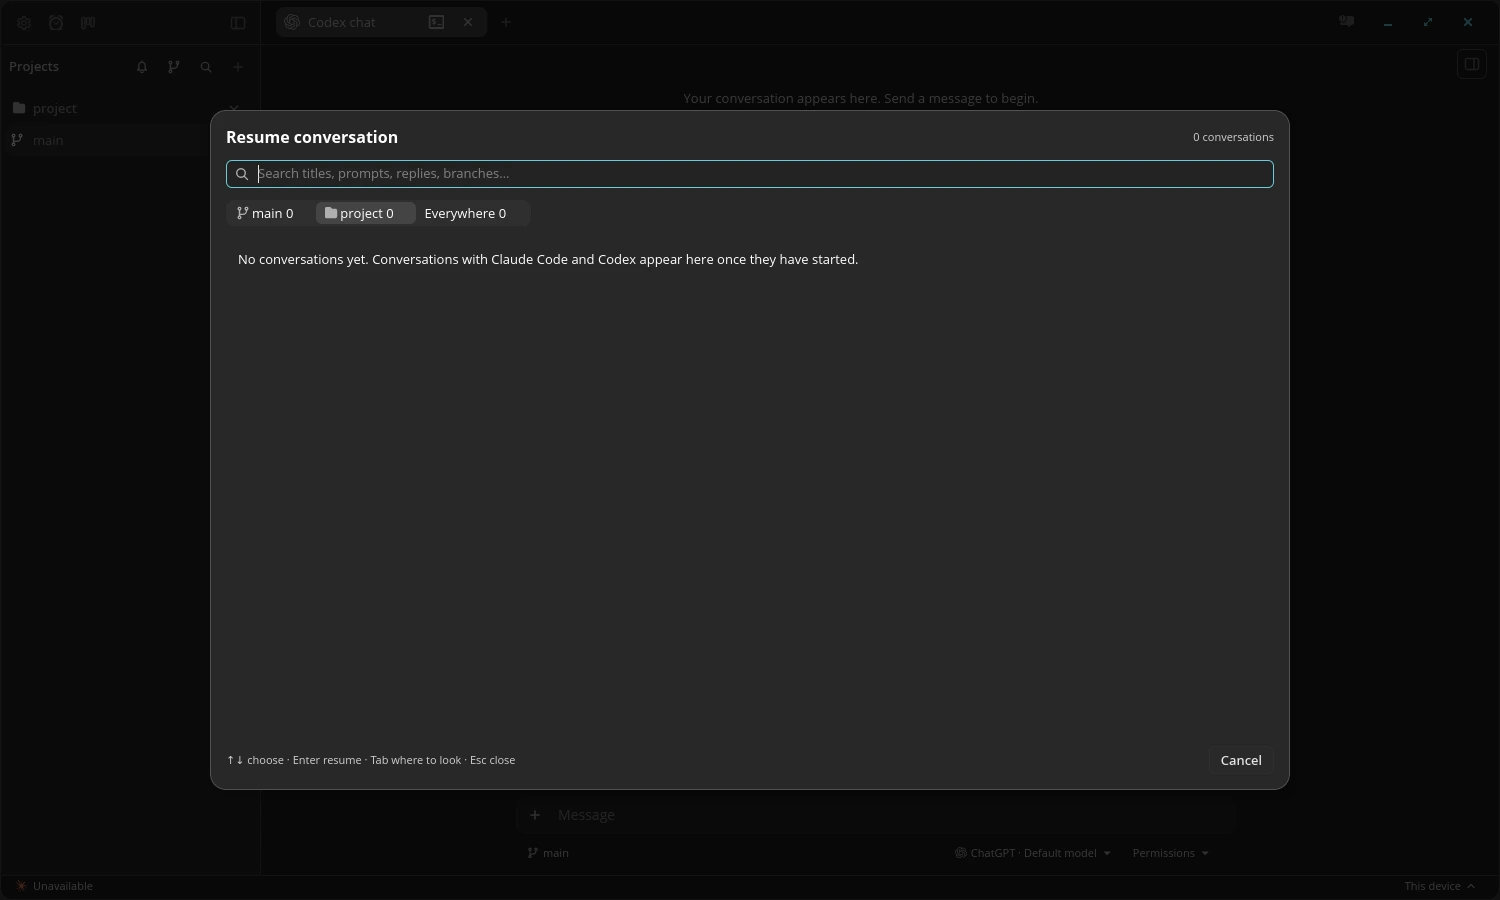 Codex chat
Projects
project
main
Your conversation appears here. Send a message to begin.
Resume conversation
0 conversations
Search titles, prompts, replies, branches...
main 0
project 0
Everywhere 0
No conversations yet. Conversations with Claude Code and Codex appear here once they have started.
↑↓ choose · Enter resume · Tab where to look · Esc close
Cancel
Message
main
ChatGPT · Default model
Permissions
Unavailable
This device